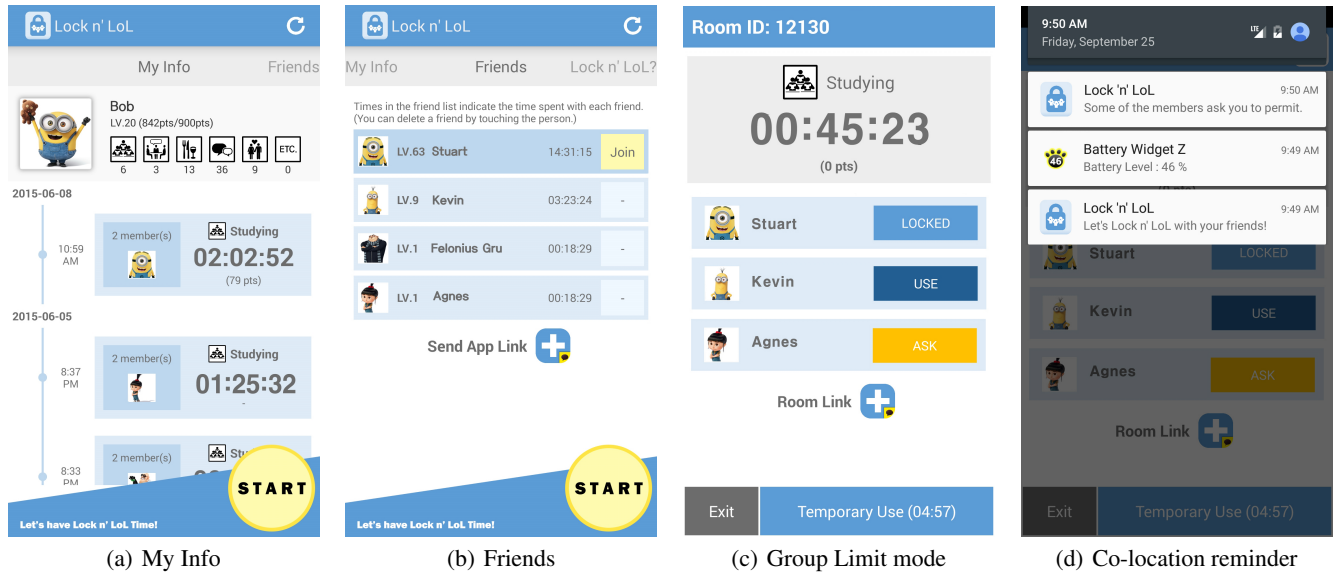 Lock n' LoL
My Info Friends
Bob
LV.20 (842pts/900pts)
ETC.
6 3 13 36 9 0
2015-06-08
10:59
AM
2 member(s)
Studying
02:02:52
(79 pts)
2015-06-05
8:37
PM
2 member(s)
Studying
01:25:32
-
8:33
PM
2 member(s)
START
Let's have Lock n' LoL Time!
(a) My Info
Lock n' LoL
My Info Friends Lock n' LoL?
Times in the friend list indicate the time spent with each friend.
(You can delete a friend by touching the person.)
LV.63 Stuart 14:31:15 Join
LV.9 Kevin 03:23:24 -
LV.1 Felonius Gru 00:18:29 -
LV.1 Agnes 00:18:29 -
Send App Link
START
Let's have Lock n' LoL Time!
(b) Friends
Room ID: 12130
Studying
00:45:23
(0 pts)
Stuart LOCKED
Kevin USE
Agnes ASK
Room Link
Exit Temporary Use (04:57)
(c) Group Limit mode
9:50 AM
Friday, September 25
LTE
Lock 'n' LoL 9:50 AM
Some of the members ask you to permit.
46
Battery Widget Z 9:49 AM
Battery Level : 46 %
Lock 'n' LoL 9:49 AM
Let's Lock n' LoL with your friends!
Stuart LOCKED
Kevin USE
Agnes ASK
Room Link
Exit Temporary Use (04:57)
(d) Co-location reminder